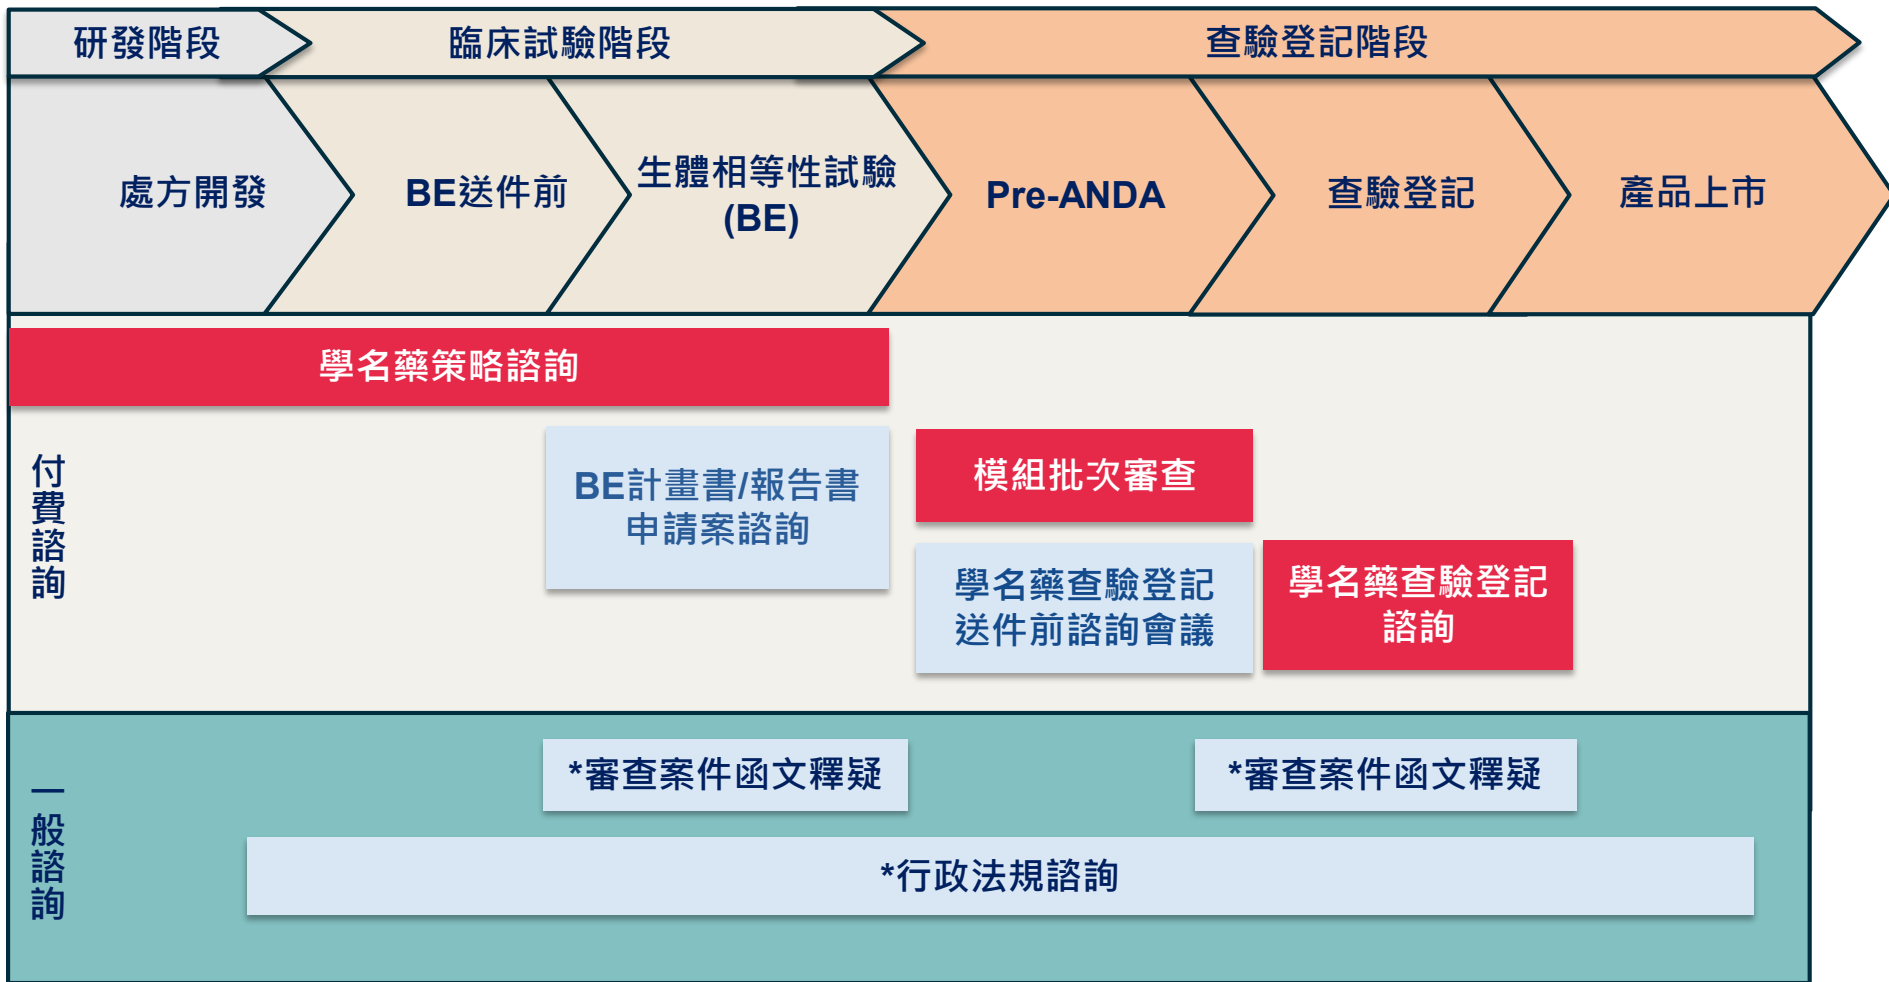 研發階段
臨床試驗階段
查驗登記階段
處方開發
BE送件前
生體相等性試驗
(BE)
Pre-ANDA
查驗登記
產品上市
付費諮詢
學名藥策略諮詢
BE計畫書/報告書
申請案諮詢
模組批次審查
學名藥查驗登記
送件前諮詢會議
學名藥查驗登記
諮詢
一般諮詢
*審查案件函文釋疑
*審查案件函文釋疑
*行政法規諮詢